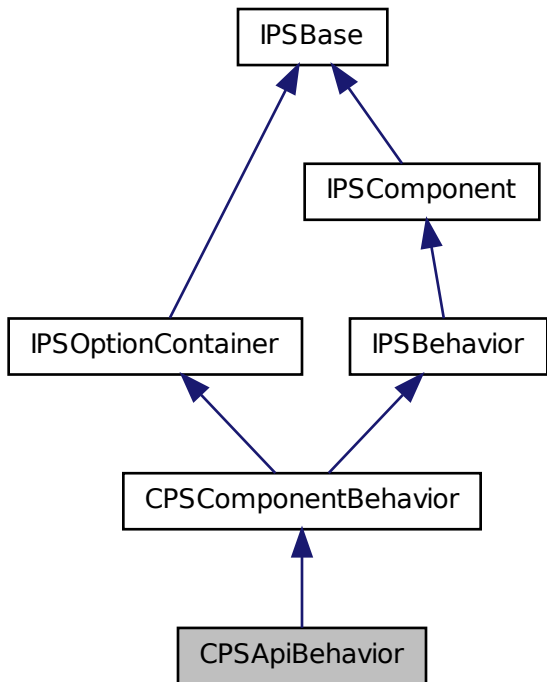 IPSBase
IPSComponent
IPSOptionContainer
IPSBehavior
CPSComponentBehavior
CPSApiBehavior